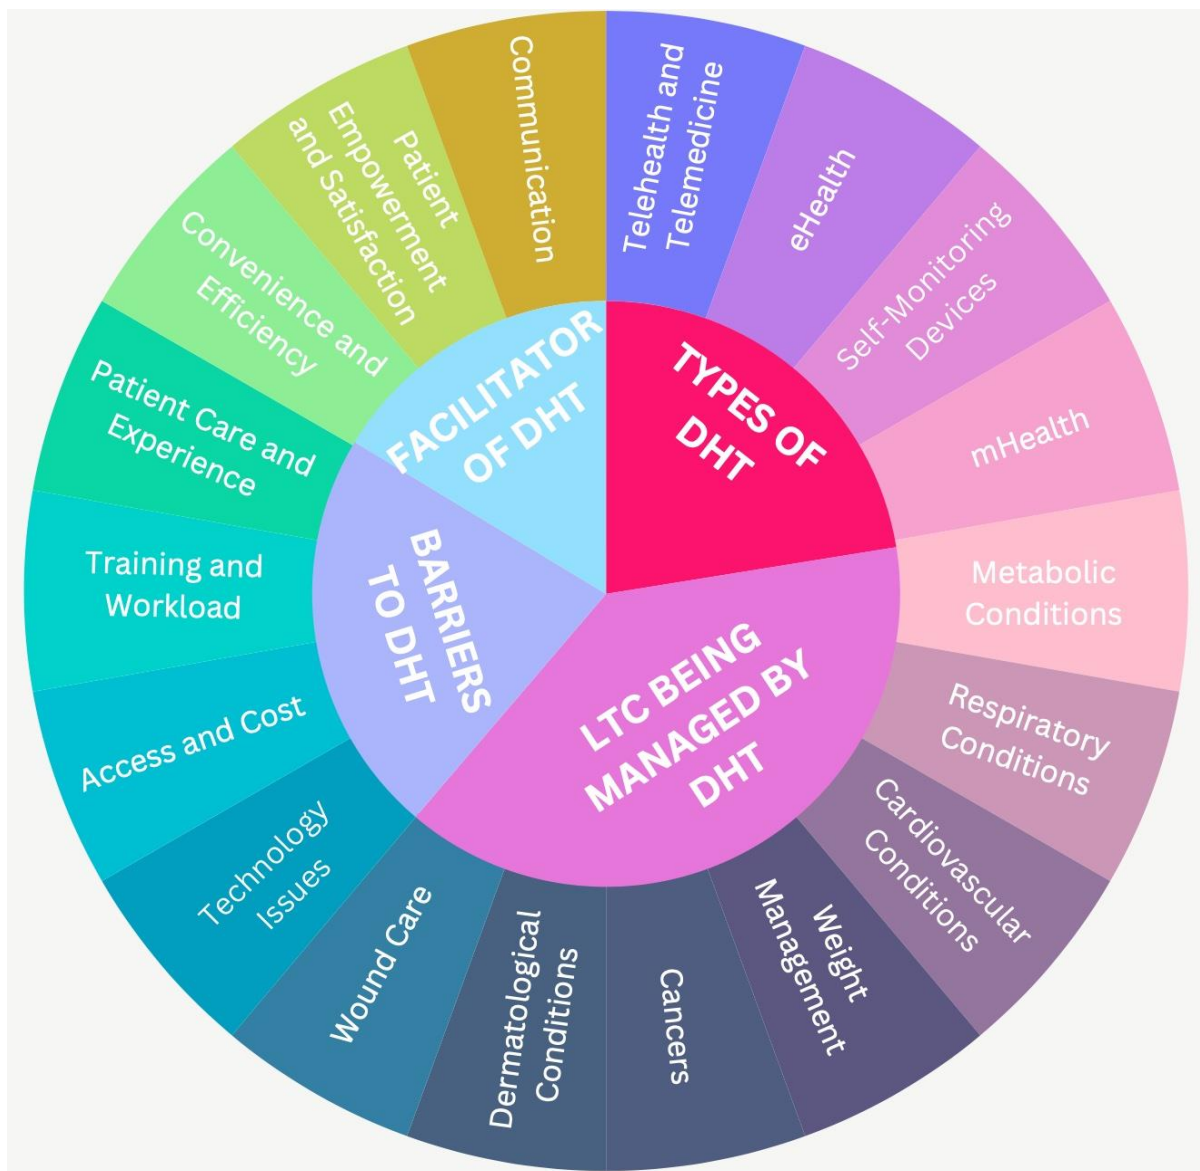 TYPES OF
DHT
Telehealth and
Telemedicine
eHealth
Self-Monitoring
Devices
mHealth
LTC BEING
MANAGED BY
DHT
Metabolic
Conditions
Respiratory
Conditions
Cardiovascular
Conditions
Weight
Management
Cancers
Dermatological
Conditions
Wound Care
BARRIERS
TO DHT
Technology
Issues
Access and Cost
Training and
Workload
Patient Care and
Experience
FACILITATOR
OF DHT
Convenience and
Efficiency
Patient
Empowerment
and Satisfaction
Communication